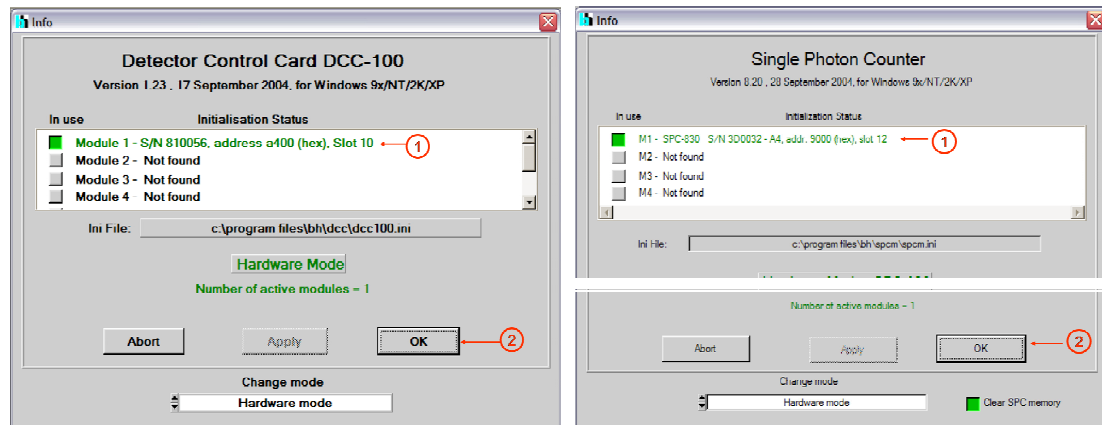 Info
Detector Control Card DCC-100
Version 1.23 , 17 September 2004, for Windows 9x/NT/2K/XP
In use Initialisation Status
Module 1 - S/N 810056, address a400 (hex), Slot 10
1
Module 2 - Not found
Module 3 - Not found
Module 4 - Not found
Ini File: c:\program files\bh\dcc\dcc100.ini
Hardware Mode
Number of active modules = 1
Abort Apply OK
2
Change mode
Hardware mode
Info
Single Photon Counter
Version 8.20 , 28 September 2004, for Windows 9x/NT/2K/XP
In use Initialization Status
M1 - SPC-830 S/N 3D0032 - A4, addr. 9000 (hex), slot 12
1
M2 - Not found
M3 - Not found
M4 - Not found
Ini File: c:\program files\bh\spcm\spcm.ini
Number of active modules = 1
Abort Apply OK
2
Change mode
Hardware mode Clear SPC memory